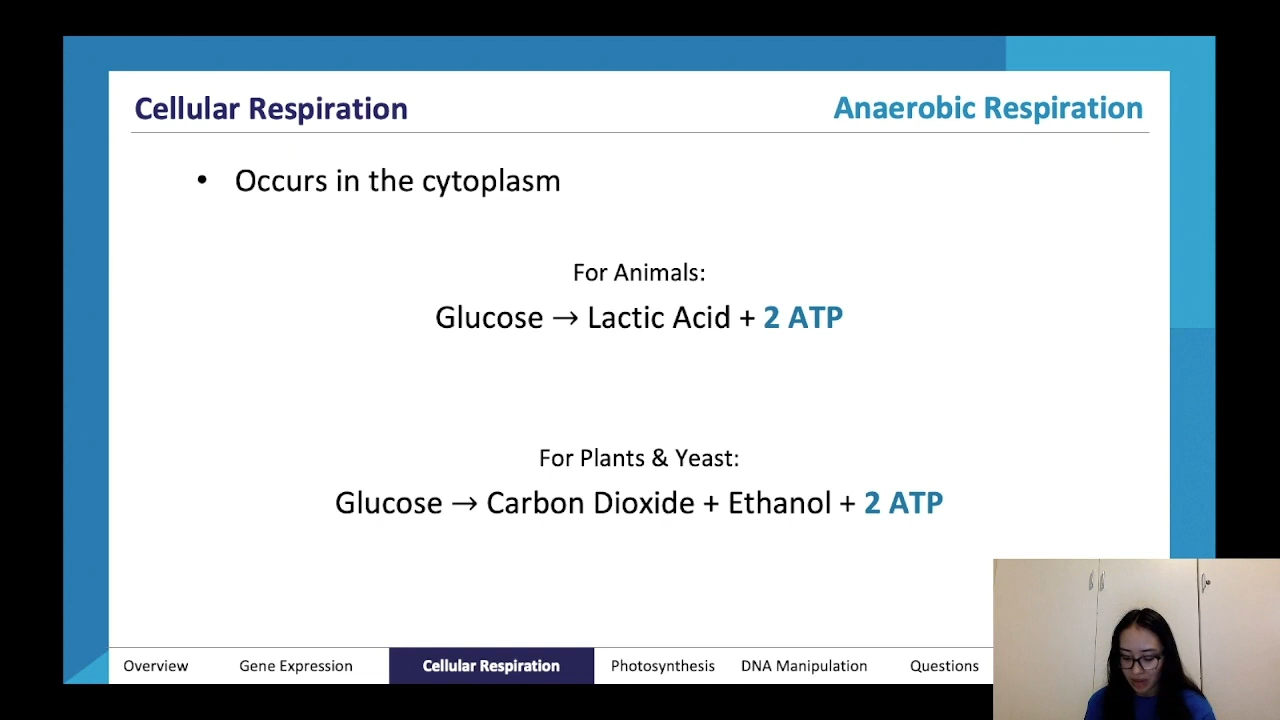 Cellular Respiration
Anaerobic Respiration
• Occurs in the cytoplasm
For Animals:
Glucose → Lactic Acid + 2 ATP
For Plants & Yeast:
Glucose → Carbon Dioxide + Ethanol + 2 ATP
Overview Gene Expression Cellular Respiration Photosynthesis DNA Manipulation Questions